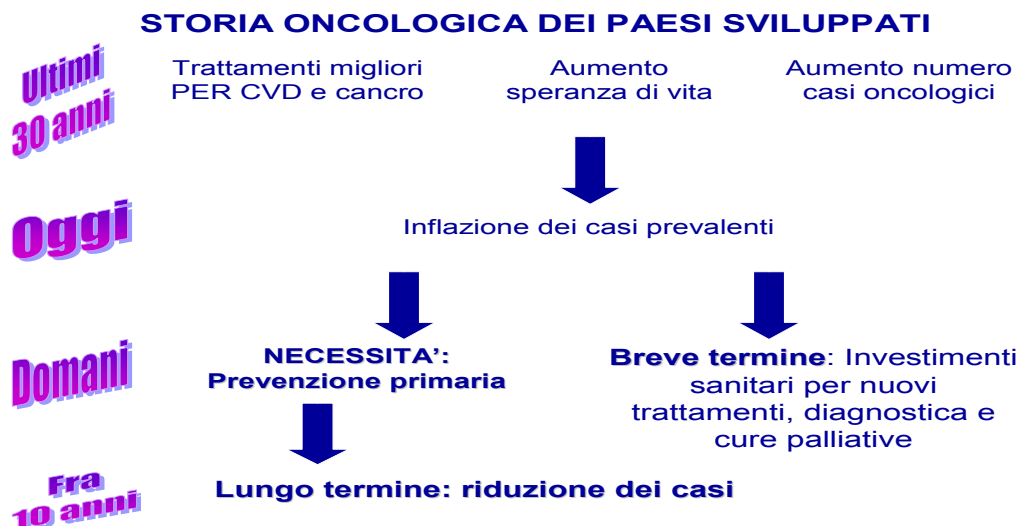 STORIA ONCOLOGICA DEI PAESI SVILUPPATI
Ultimi
30 anni
Trattamenti migliori
PER CVD e cancro
Aumento
speranza di vita
Aumento numero
casi oncologici
Oggi
Inflazione dei casi prevalenti
Domani
NECESSITA’:
Prevenzione primaria
Breve termine: Investimenti
sanitari per nuovi
trattamenti, diagnostica e
cure palliative
Fra
10 anni
Lungo termine: riduzione dei casi